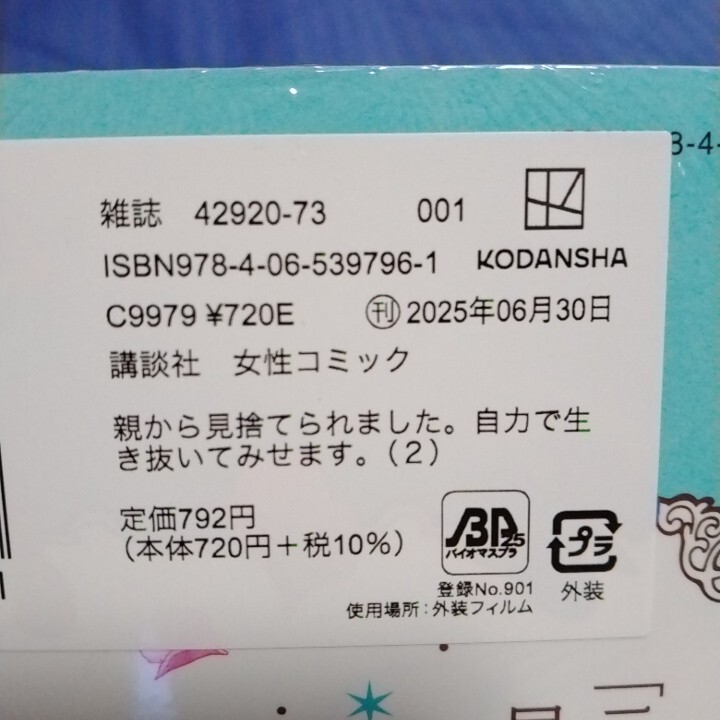 3-4-
雑誌 42920-73 001
ISBN978-4-06-539796-1 KODANSHA
C9979 ¥720E ㊗刊 2025年06月30日
講談社 女性コミック
親から見捨てられました。自力で生
き抜いてみせます。（2）
定価792円
（本体720円＋税10%）
BP25
バイオマスプラ
プラ
登録No.901 外装
使用場所：外装フィルム